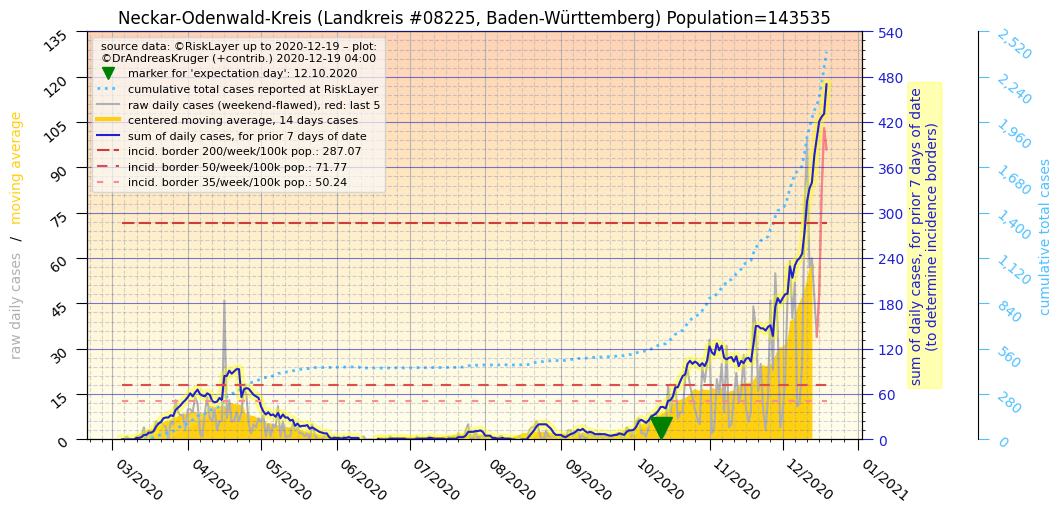 Neckar-Odenwald-Kreis (Landkreis #08225, Baden-Württemberg) Population=143535
source data: ©RiskLayer up to 2020-12-19 – plot:
©DrAndreasKruger (+contrib.) 2020-12-19 04:00
marker for 'expectation day': 12.10.2020
cumulative total cases reported at RiskLayer
raw daily cases (weekend-flawed), red: last 5
centered moving average, 14 days cases
sum of daily cases, for prior 7 days of date
incid. border 200/week/100k pop.: 287.07
incid. border 50/week/100k pop.: 71.77
incid. border 35/week/100k pop.: 50.24
raw daily cases / moving average
135
120
105
90
75
60
45
30
15
0
03/2020
04/2020
05/2020
06/2020
07/2020
08/2020
09/2020
10/2020
11/2020
12/2020
01/2021
540
480
420
360
300
240
180
120
60
0
sum of daily cases, for prior 7 days of date
(to determine incidence borders)
2,520
2,240
1,960
1,680
1,400
1,120
840
560
280
0
cumulative total cases